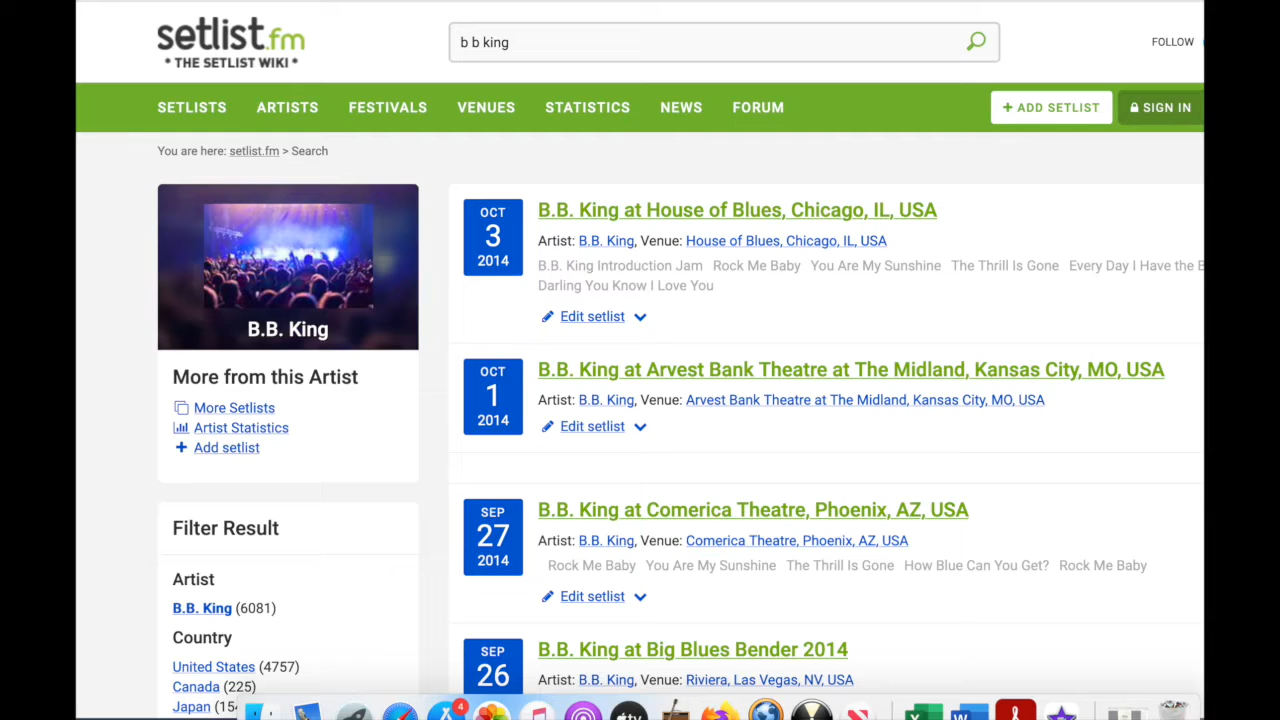 setlist.fm
* THE SETLIST WIKI *
b b king
FOLLOW
SETLISTS ARTISTS FESTIVALS VENUES STATISTICS NEWS FORUM
+ ADD SETLIST
SIGN IN
You are here: setlist.fm > Search
B.B. King
More from this Artist
More Setlists
Artist Statistics
Add setlist
Filter Result
Artist
B.B. King (6081)
Country
United States (4757)
Canada (225)
Japan
OCT
3
2014
B.B. King at House of Blues, Chicago, IL, USA
Artist: B.B. King, Venue: House of Blues, Chicago, IL, USA
B.B. King Introduction Jam Rock Me Baby You Are My Sunshine The Thrill Is Gone Every Day I Have the B
Darling You Know I Love You
Edit setlist
OCT
1
2014
B.B. King at Arvest Bank Theatre at The Midland, Kansas City, MO, USA
Artist: B.B. King, Venue: Arvest Bank Theatre at The Midland, Kansas City, MO, USA
Edit setlist
SEP
27
2014
B.B. King at Comerica Theatre, Phoenix, AZ, USA
Artist: B.B. King, Venue: Comerica Theatre, Phoenix, AZ, USA
Rock Me Baby You Are My Sunshine The Thrill Is Gone How Blue Can You Get? Rock Me Baby
Edit setlist
SEP
26
B.B. King at Big Blues Bender 2014
Artist: B.B. King, Venue: Riviera, Las Vegas, NV, USA
4
tv